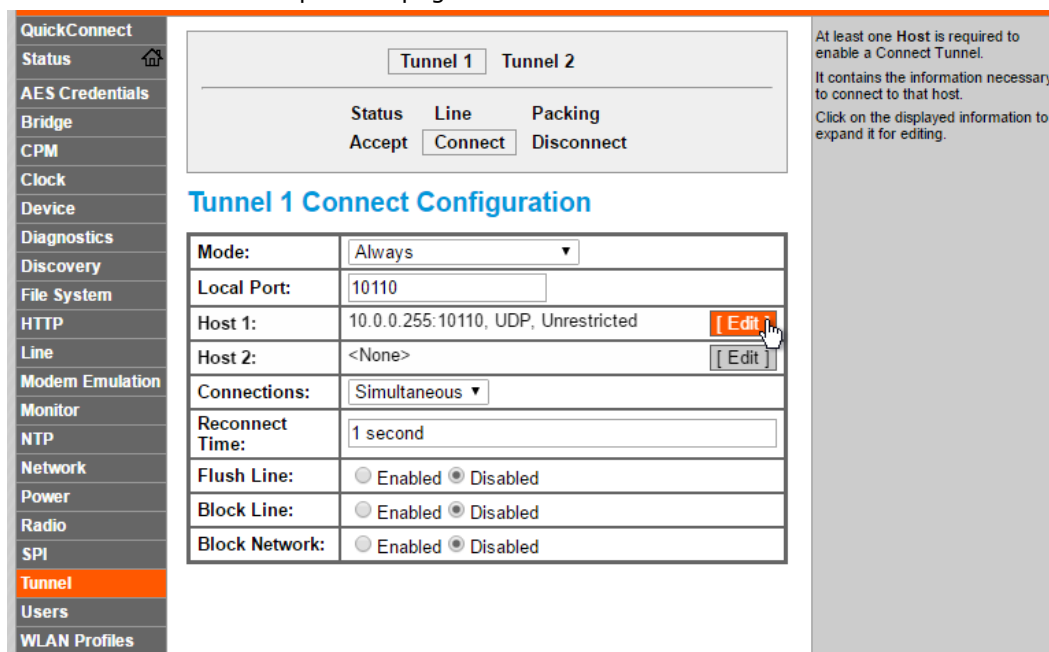 QuickConnect
Status
AES Credentials
Bridge
CPM
Clock
Device
Diagnostics
Discovery
File System
HTTP
Line
Modem Emulation
Monitor
NTP
Network
Power
Radio
SPI
Tunnel
Users
WLAN Profiles
Tunnel 1 Tunnel 2
Status Line Packing
Accept Connect Disconnect
Tunnel 1 Connect Configuration
Mode: Always
Local Port: 10110
Host 1: 10.0.0.255:10110, UDP, Unrestricted [ Edit ]
Host 2: <None> [ Edit ]
Connections: Simultaneous
Reconnect
Time: 1 second
Flush Line: Enabled Disabled
Block Line: Enabled Disabled
Block Network: Enabled Disabled
At least one Host is required to
enable a Connect Tunnel.
It contains the information necessary
to connect to that host.
Click on the displayed information to
expand it for editing.